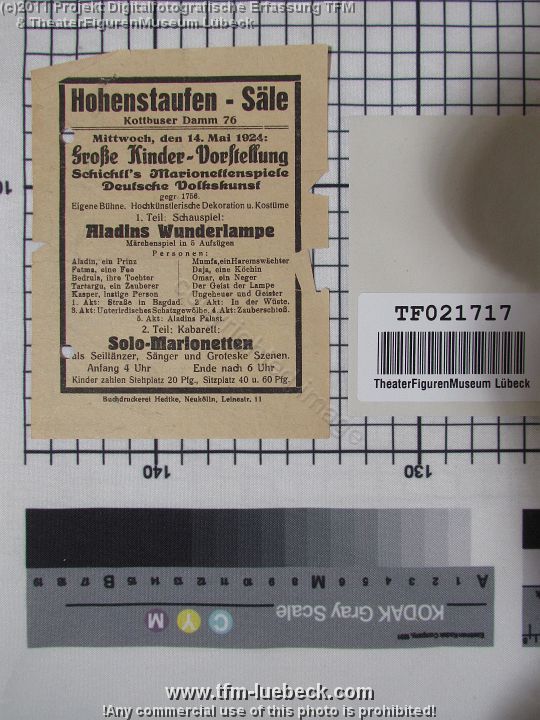 (c)2011 Projekt Digitalfotografische Erfassung TFM
& TheaterFigurenMuseum Lübeck
Hohenstaufen - Säle
Kottbuser Damm 76
Mittwoch, den 14. Mai 1924:
Große Kinder-Vorstellung
Schichtl's Marionettenspiele
Deutsche Volkskunst
gegr. 1756.
Eigene Bühne. Hochkünstlerische Dekoration u. Kostüme
1. Teil: Schauspiel:
Aladins Wunderlampe
Märchenspiel in 5 Aufzügen
Personen:
Aladin, ein Prinz
Fatma, eine Fee
Bedrula, ihre Tochter
Tartargu, ein Zauberer
Kasper, lustige Person
Mumfa, ein Haremswächter
Daja, eine Köchin
Omar, ein Neger
Der Geist der Lampe
Ungeheuer und Geister
1. Akt: Straße in Bagdad. 2. Akt: In der Wüste.
3. Akt: Unterirdisches Schatzgewölbe. 4. Akt: Zauberschloß.
5. Akt: Aladins Palast.
2. Teil: Kabarett:
Solo-Marionetten
als Seiltänzer, Sänger und Groteske Szenen.
Anfang 4 Uhr Ende nach 6 Uhr
Kinder zahlen Stehplatz 20 Pfg., Sitzplatz 40 u. 60 Pfg.
Buchdruckerei Hedtke, Neukölln, Leinestr. 11
TF021717
TheaterFigurenMuseum Lübeck
140
130
A 1 2 3 4 5 6 M 8 9 10 11 12 13 14 15 B 17 18 19
KODAK Gray Scale
C Y M
www.tfm-luebeck.com
!Any commercial use of this photo is prohibited!